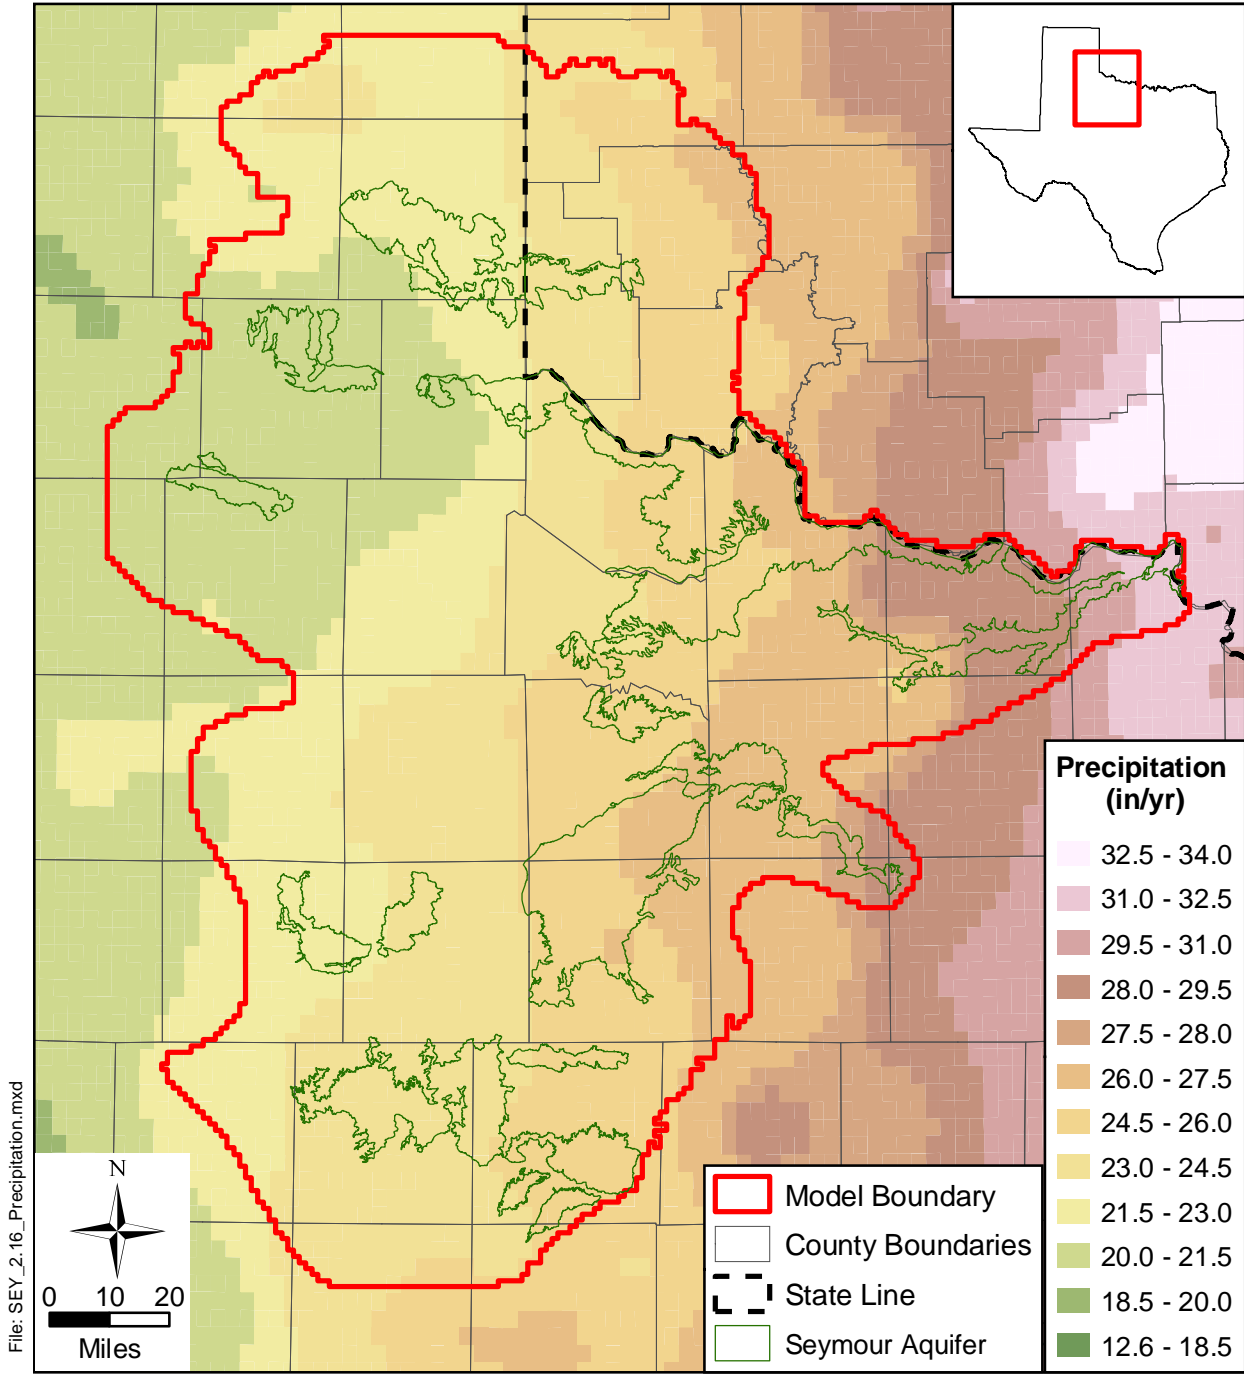 Precipitation
(in/yr)
32.5 - 34.0
31.0 - 32.5
29.5 - 31.0
28.0 - 29.5
27.5 - 28.0
26.0 - 27.5
24.5 - 26.0
23.0 - 24.5
21.5 - 23.0
20.0 - 21.5
18.5 - 20.0
12.6 - 18.5
Model Boundary
County Boundaries
State Line
Seymour Aquifer
N
0 10 20
Miles
File: SEY_2.16_Precipitation.mxd